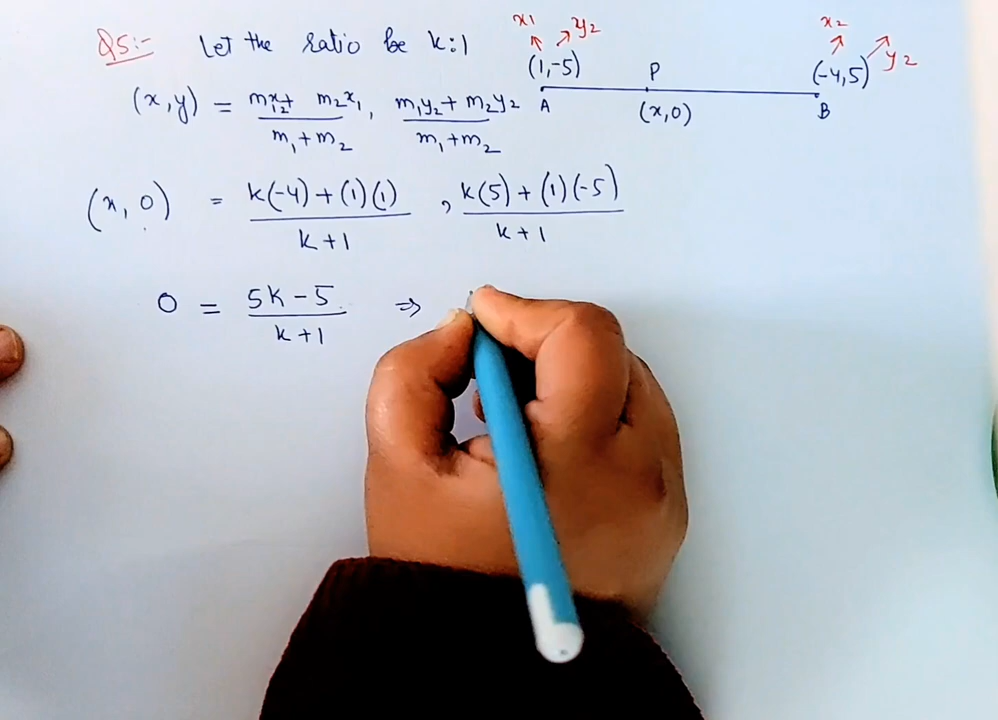 Q5:- Let the ratio be k:1
x1 y2 x2 y2
(1,-5) P (-4,5)
A (x,0) B
(x,y) = m1x2+ m2x1 , m1y2+ m2y2
m1+m2 m1+m2
(x, 0) = k(-4)+(1)(1) , k(5)+(1)(-5)
k+1 k+1
0 = 5k-5 ⇒
k+1